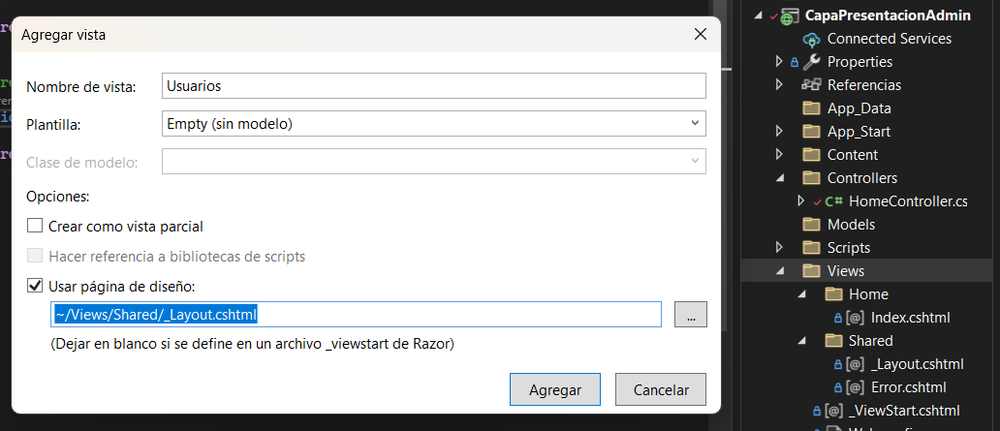 Agregar vista
Nombre de vista: Usuarios
Plantilla: Empty (sin modelo)
Clase de modelo:
Opciones:
Crear como vista parcial
Hacer referencia a bibliotecas de scripts
Usar página de diseño:
~/Views/Shared/_Layout.cshtml
...
(Dejar en blanco si se define en un archivo _viewstart de Razor)
Agregar Cancelar
CapaPresentacionAdmin
Connected Services
Properties
Referencias
App_Data
App_Start
Content
Controllers
C# HomeController.cs
Models
Scripts
Views
Home
[@] Index.cshtml
Shared
[@] _Layout.cshtml
[@] Error.cshtml
[@] _ViewStart.cshtml